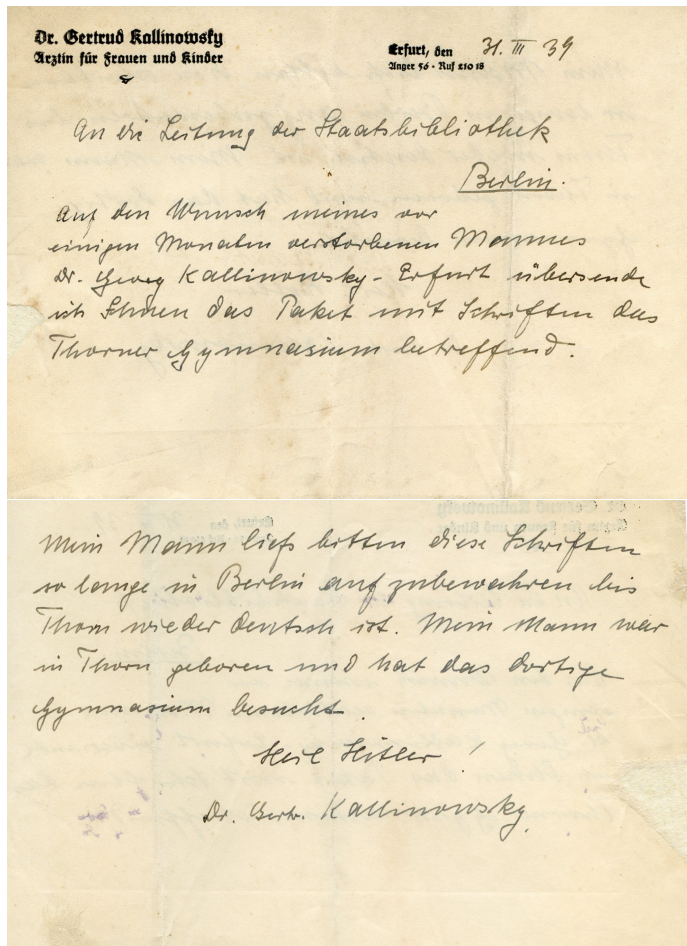 Dr. Gertrud Kallinowsky
Ärztin für Frauen und Kinder
Erfurt, den 31. III 39
Anger 56 · Ruf 210 18
An die Leitung der Staatsbibliothek
Berlin.
Auf den Wunsch meines vor
einigen Monaten verstorbenen Mannes
Dr. Georg Kallinowsky - Erfurt übersende
ich Ihnen das Paket mit Schriften das
Thorner Gymnasium betreffend.
Mein Mann ließ bitten diese Schriften
so lange in Berlin aufzubewahren bis
Thorn wieder deutsch ist. Mein Mann war
in Thorn geboren und hat das dortige
Gymnasium besucht.
Heil Hitler!
Dr. Gertr. Kallinowsky.